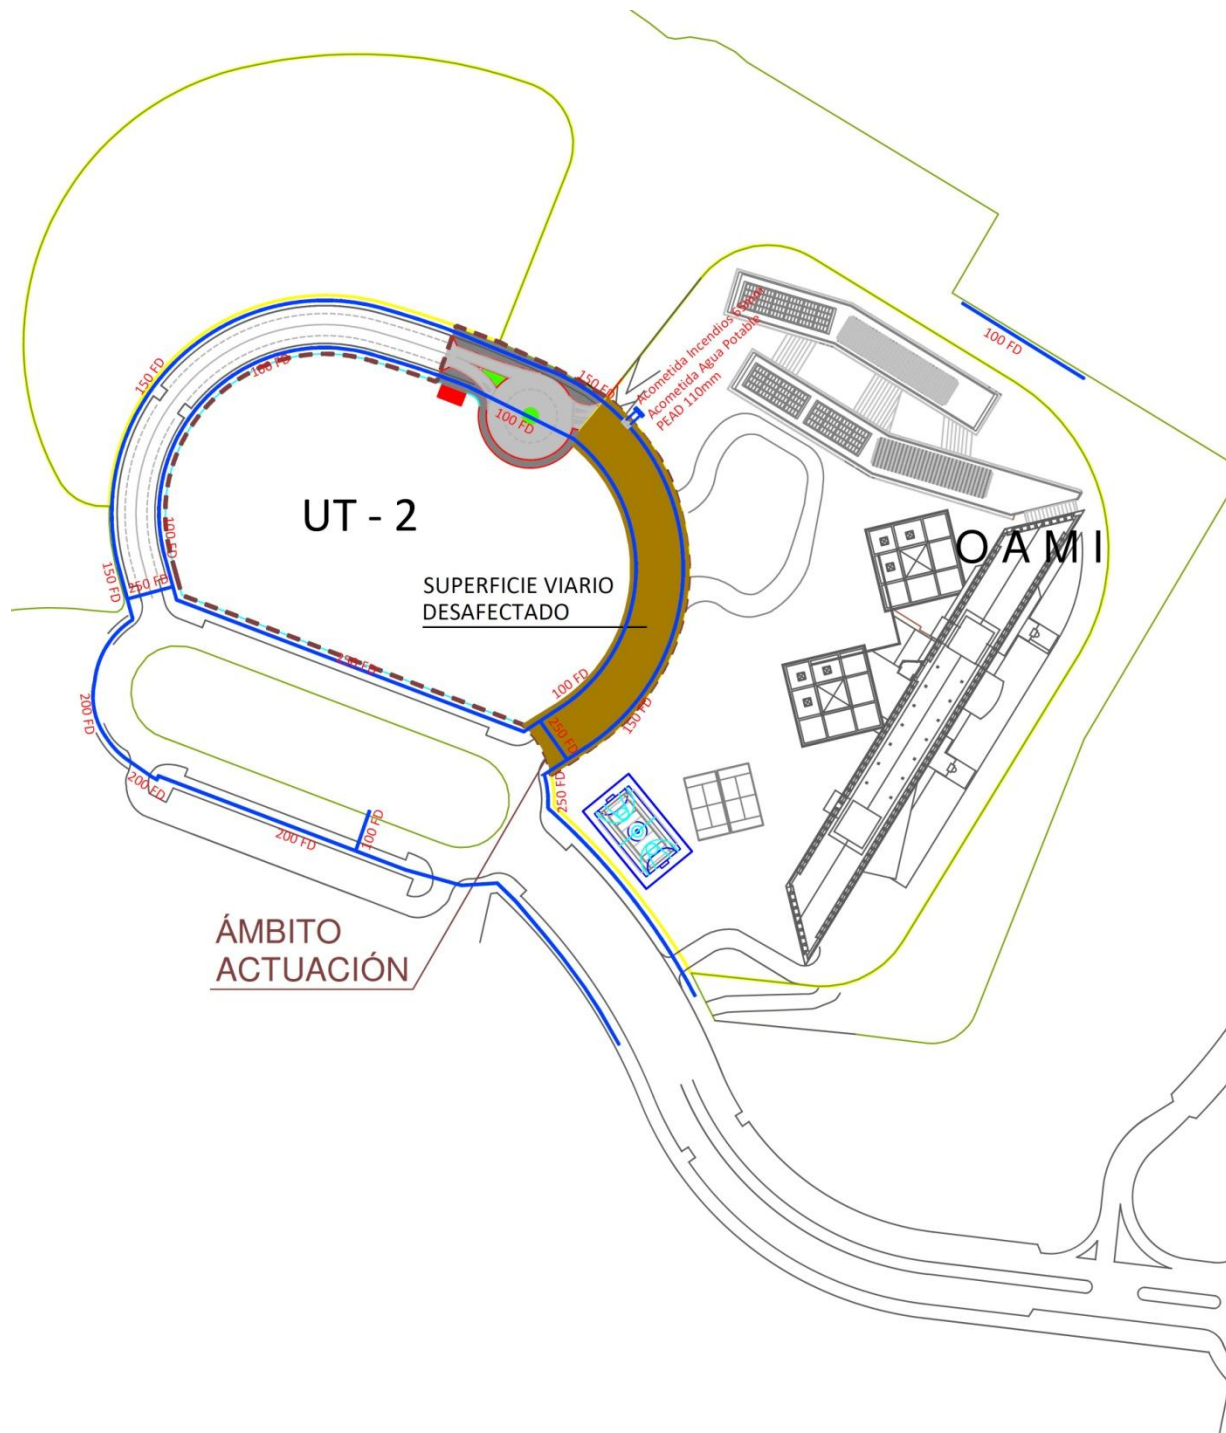 100 FD
150 FD
Acometida Incendios 65mm
Acometida Agua Potable
PEAD 110mm
150 FD
100 FD
100 FD
UT - 2
OAMI
100 FD
150 FD
250 FD
SUPERFICIE VIARIO
DESAFECTADO
250 FD
100 FD
150 FD
200 FD
250 FD
250 FD
200 FD
200 FD
100 FD
ÁMBITO
ACTUACIÓN